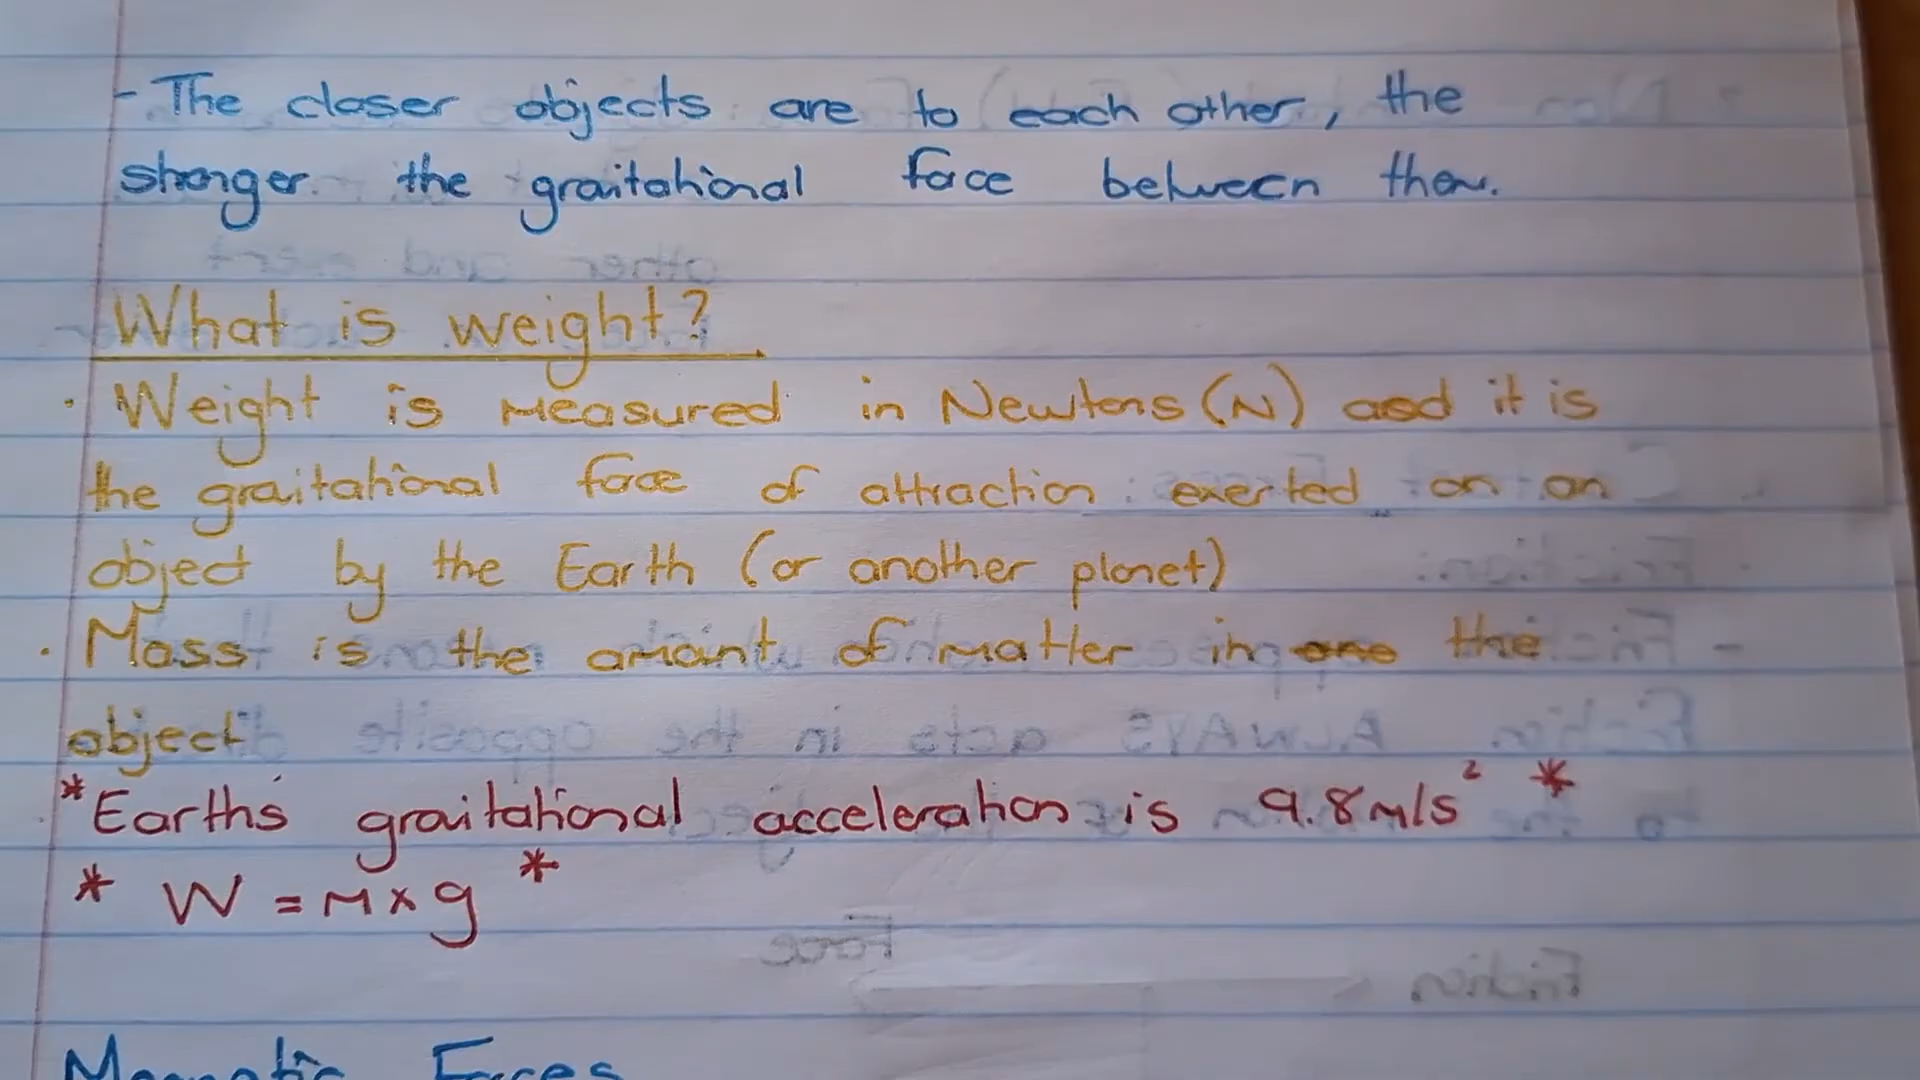 - The closer objects are to each other, the
stronger the gravitational force between them.
What is weight?
· Weight is measured in Newtons (N) and it is
the gravitational force of attraction exerted on an
object by the Earth (or another planet)
· Mass is the amount of matter in the
object
*Earths gravitational acceleration is 9.8m/s² *
* W = M x g *
Magnetic Forces